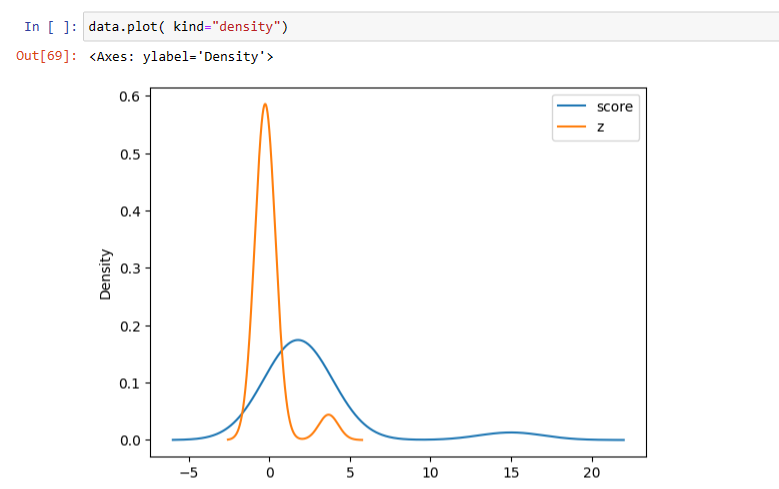 In [ ]: data.plot( kind="density")
Out[69]: <Axes: ylabel='Density'>
score
z
0.6
0.5
0.4
0.3
0.2
0.1
0.0
Density
−5 0 5 10 15 20